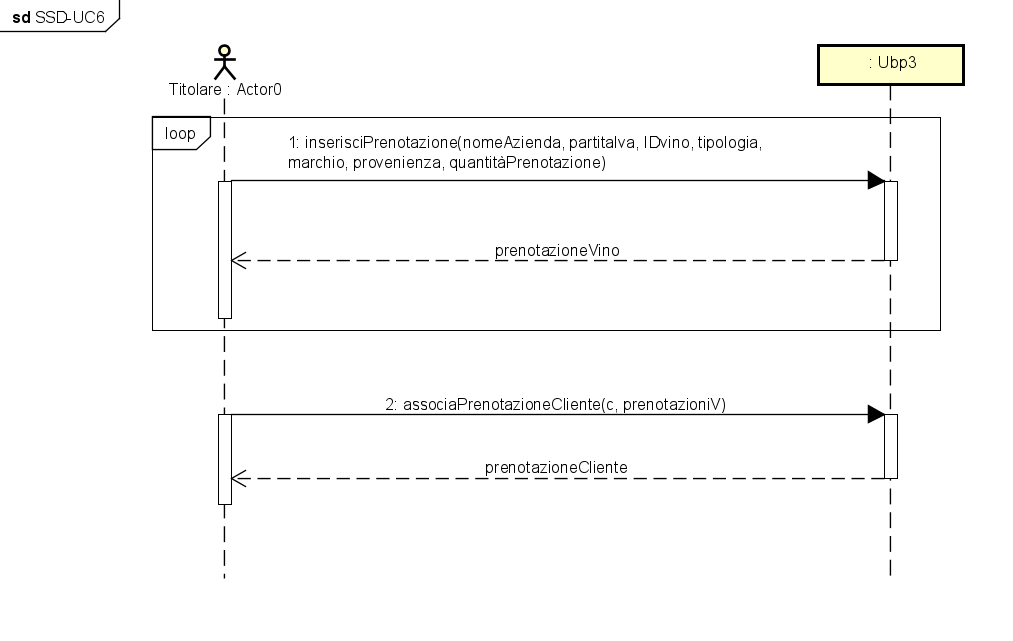 sd SSD-UC6
Titolare : Actor0
: Ubp3
loop
1: inserisciPrenotazione(nomeAzienda, partitaIva, IDvino, tipologia,
marchio, provenienza, quantitàPrenotazione)
prenotazioneVino
2: associaPrenotazioneCliente(c, prenotazioniV)
prenotazioneCliente